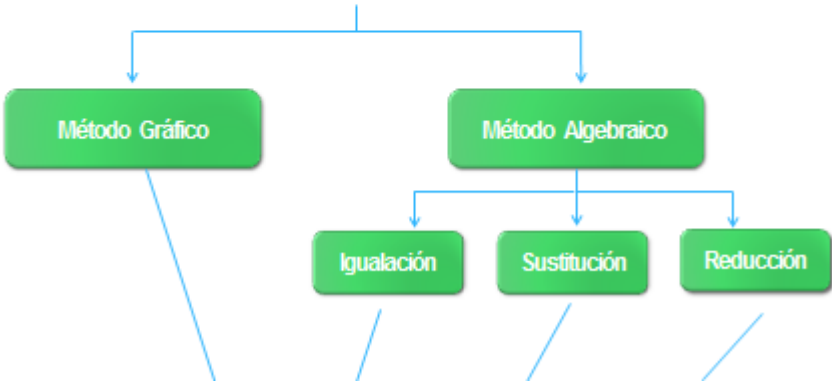 Método Gráfico
Método Algebraico
Igualación
Sustitución
Reducción